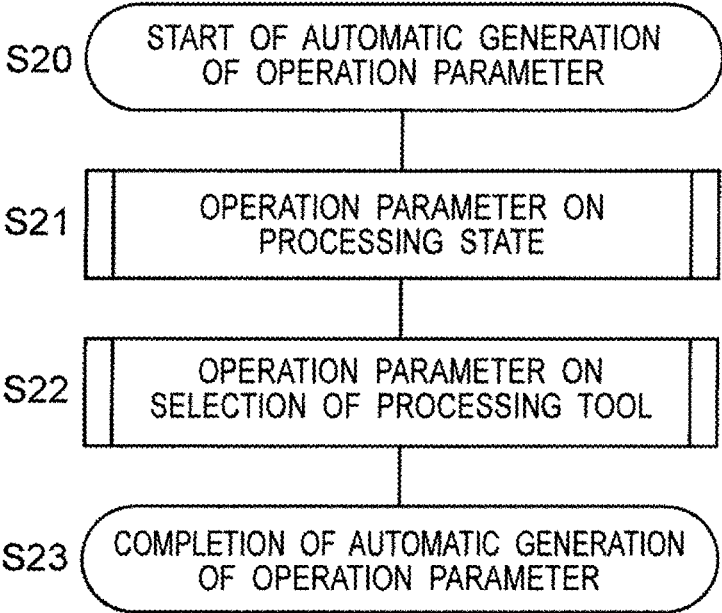 S20
START OF AUTOMATIC GENERATION
OF OPERATION PARAMETER
S21
OPERATION PARAMETER ON
PROCESSING STATE
S22
OPERATION PARAMETER ON
SELECTION OF PROCESSING TOOL
S23
COMPLETION OF AUTOMATIC GENERATION
OF OPERATION PARAMETER